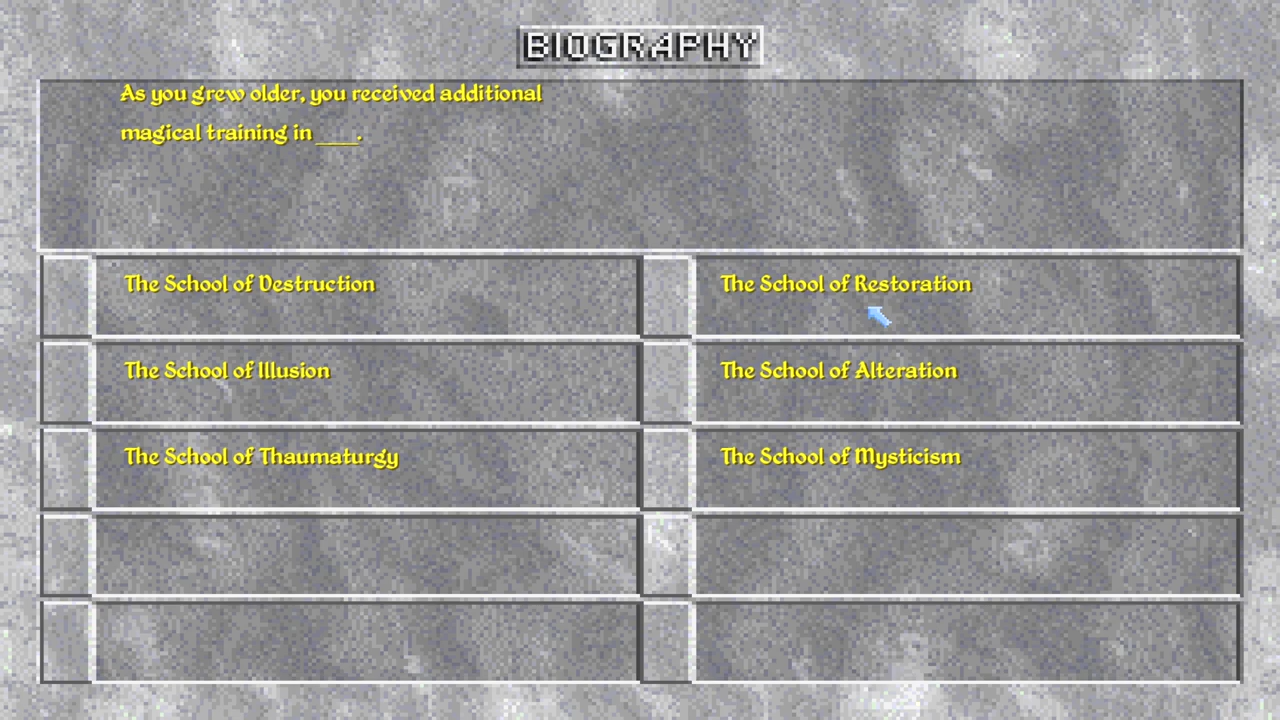 BIOGRAPHY
As you grew older, you received additional
magical training in ____.
The School of Destruction
The School of Restoration
The School of Illusion
The School of Alteration
The School of Thaumaturgy
The School of Mysticism